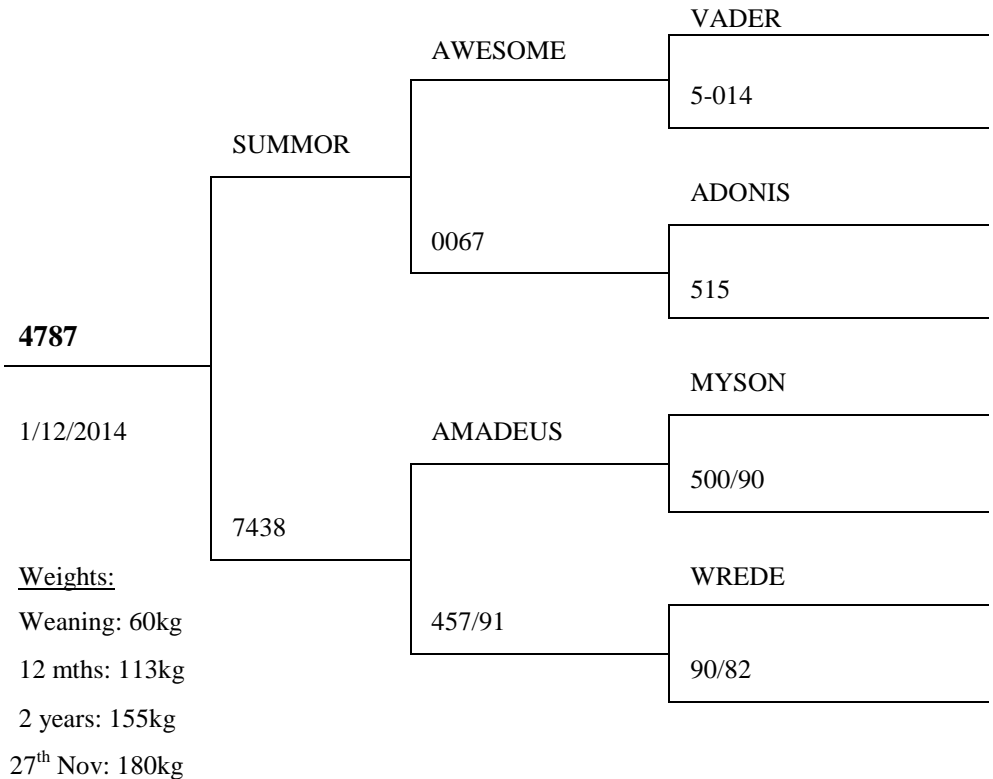 VADER
AWESOME
5-014
SUMMOR
ADONIS
0067
515
4787
MYSON
1/12/2014
AMADEUS
500/90
7438
WREDE
Weights:
Weaning: 60kg
457/91
12 mths: 113kg
90/82
2 years: 155kg
27th Nov: 180kg